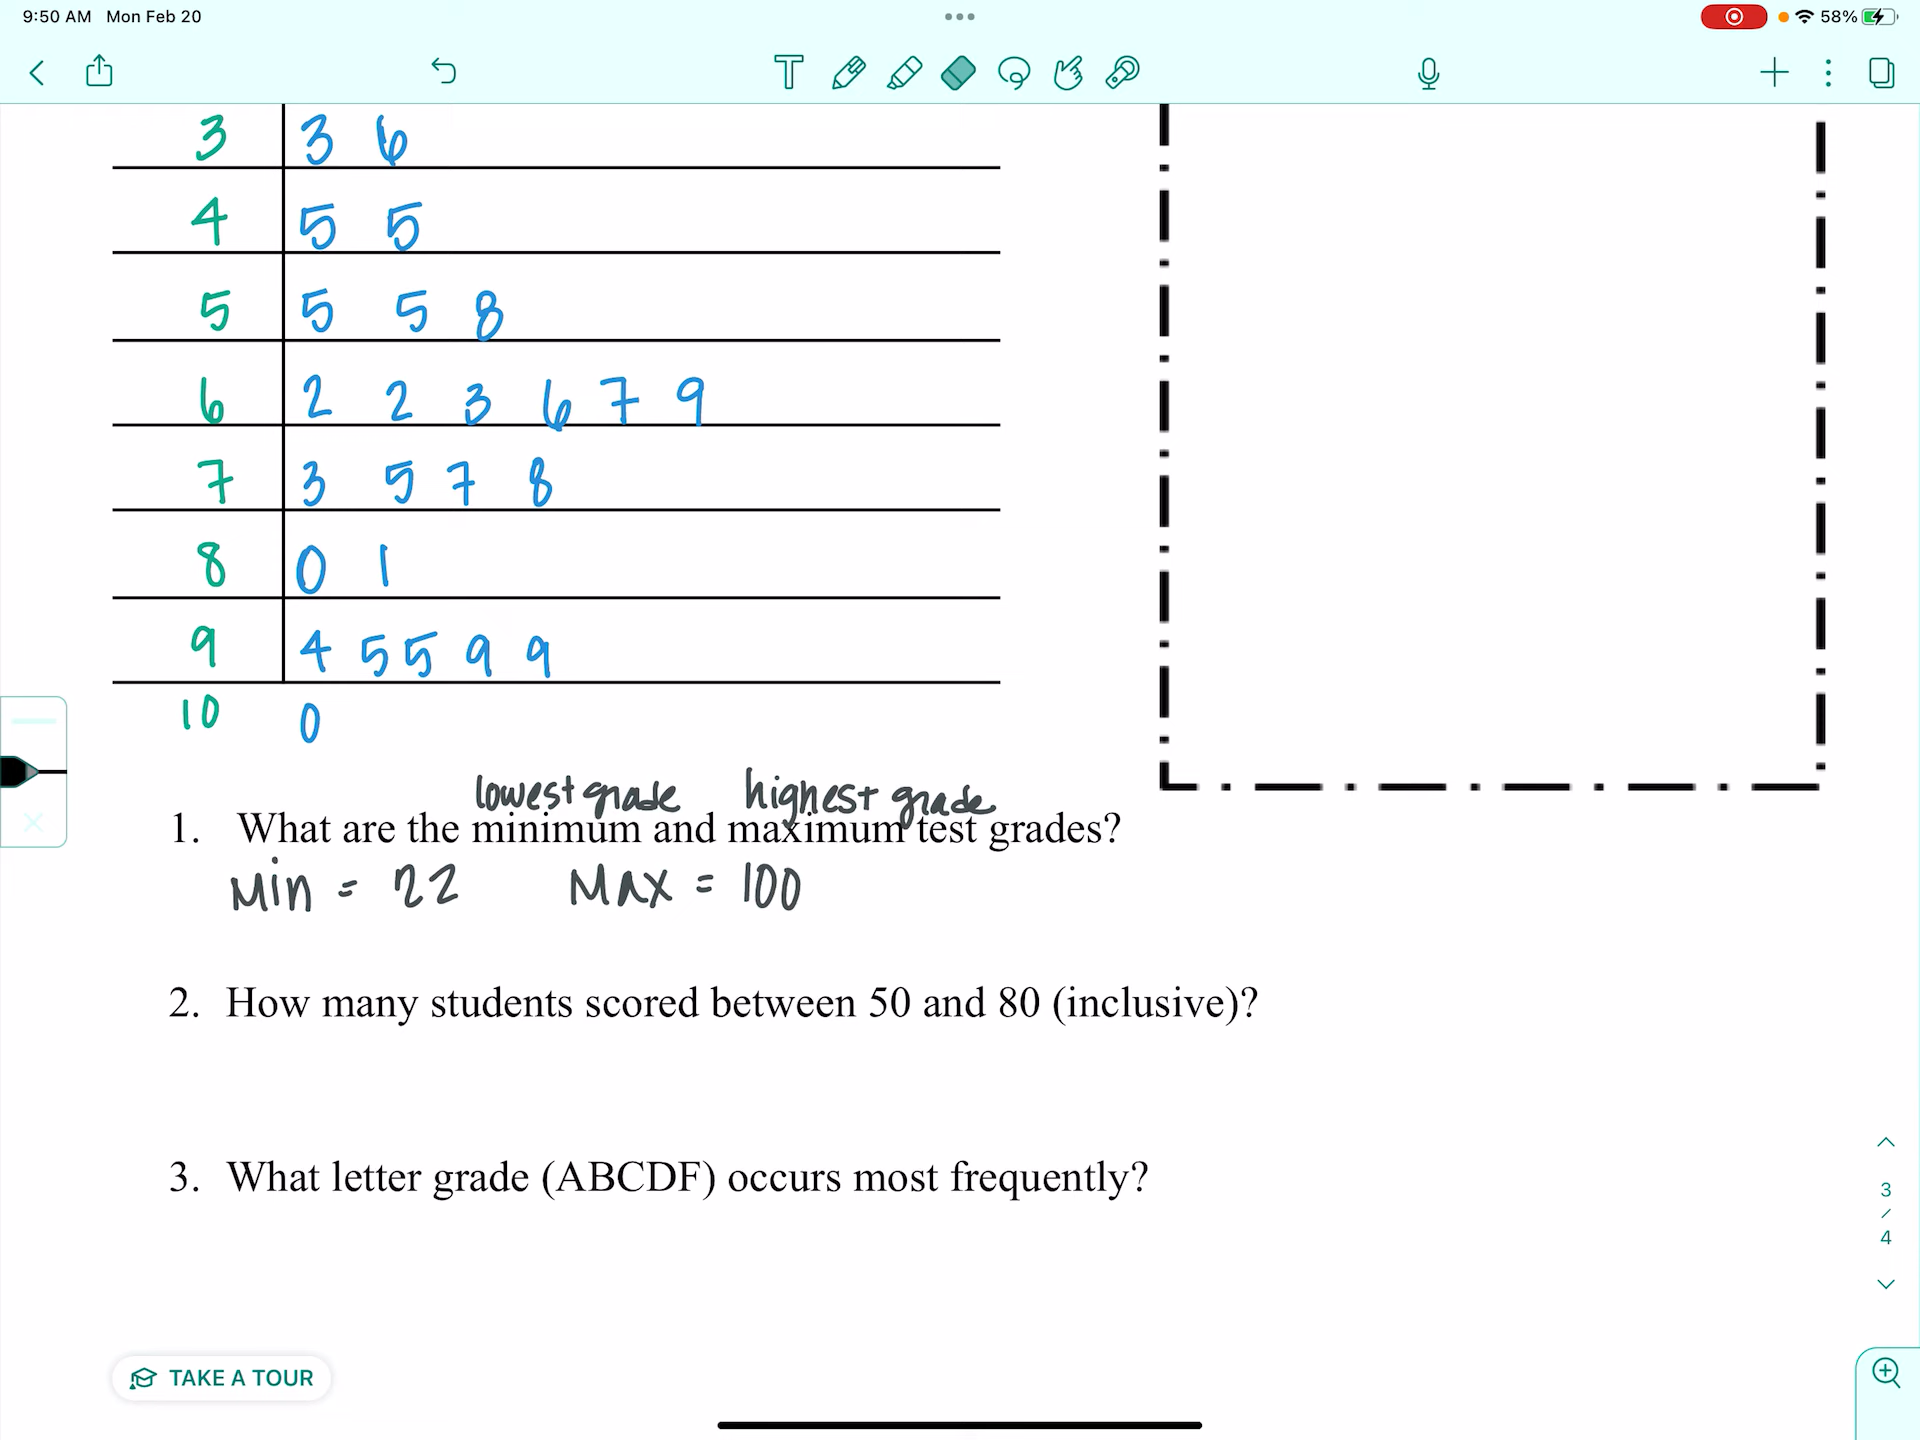 9:50 AM Mon Feb 20
58%
3 3 6
4 5 5
5 5 5 8
6 2 2 3 6 7 9
7 3 5 7 8
8 0 1
9 4 5 5 9 9
10 0
lowest grade highest grade
1. What are the minimum and maximum test grades?
Min = 22 Max = 100
2. How many students scored between 50 and 80 (inclusive)?
3. What letter grade (ABCDF) occurs most frequently?
3
/
4
TAKE A TOUR